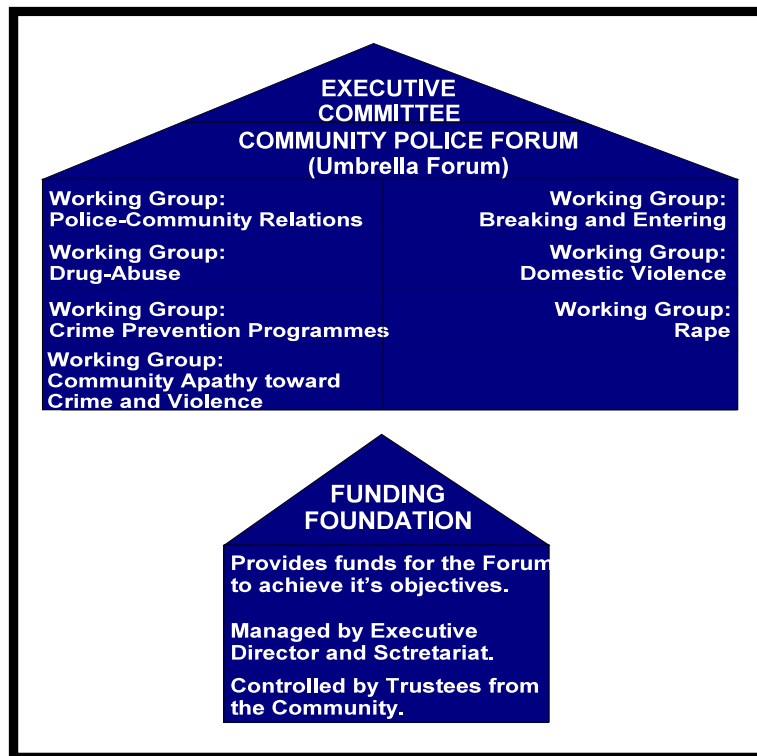 EXECUTIVE
COMMITTEE
COMMUNITY POLICE FORUM
(Umbrella Forum)
Working Group:
Police-Community Relations
Working Group:
Breaking and Entering
Working Group:
Drug-Abuse
Working Group:
Domestic Violence
Working Group:
Crime Prevention Programmes
Working Group:
Rape
Working Group:
Community Apathy toward
Crime and Violence
FUNDING
FOUNDATION
Provides funds for the Forum
to achieve it's objectives.
Managed by Executive
Director and Sctretariat.
Controlled by Trustees from
the Community.